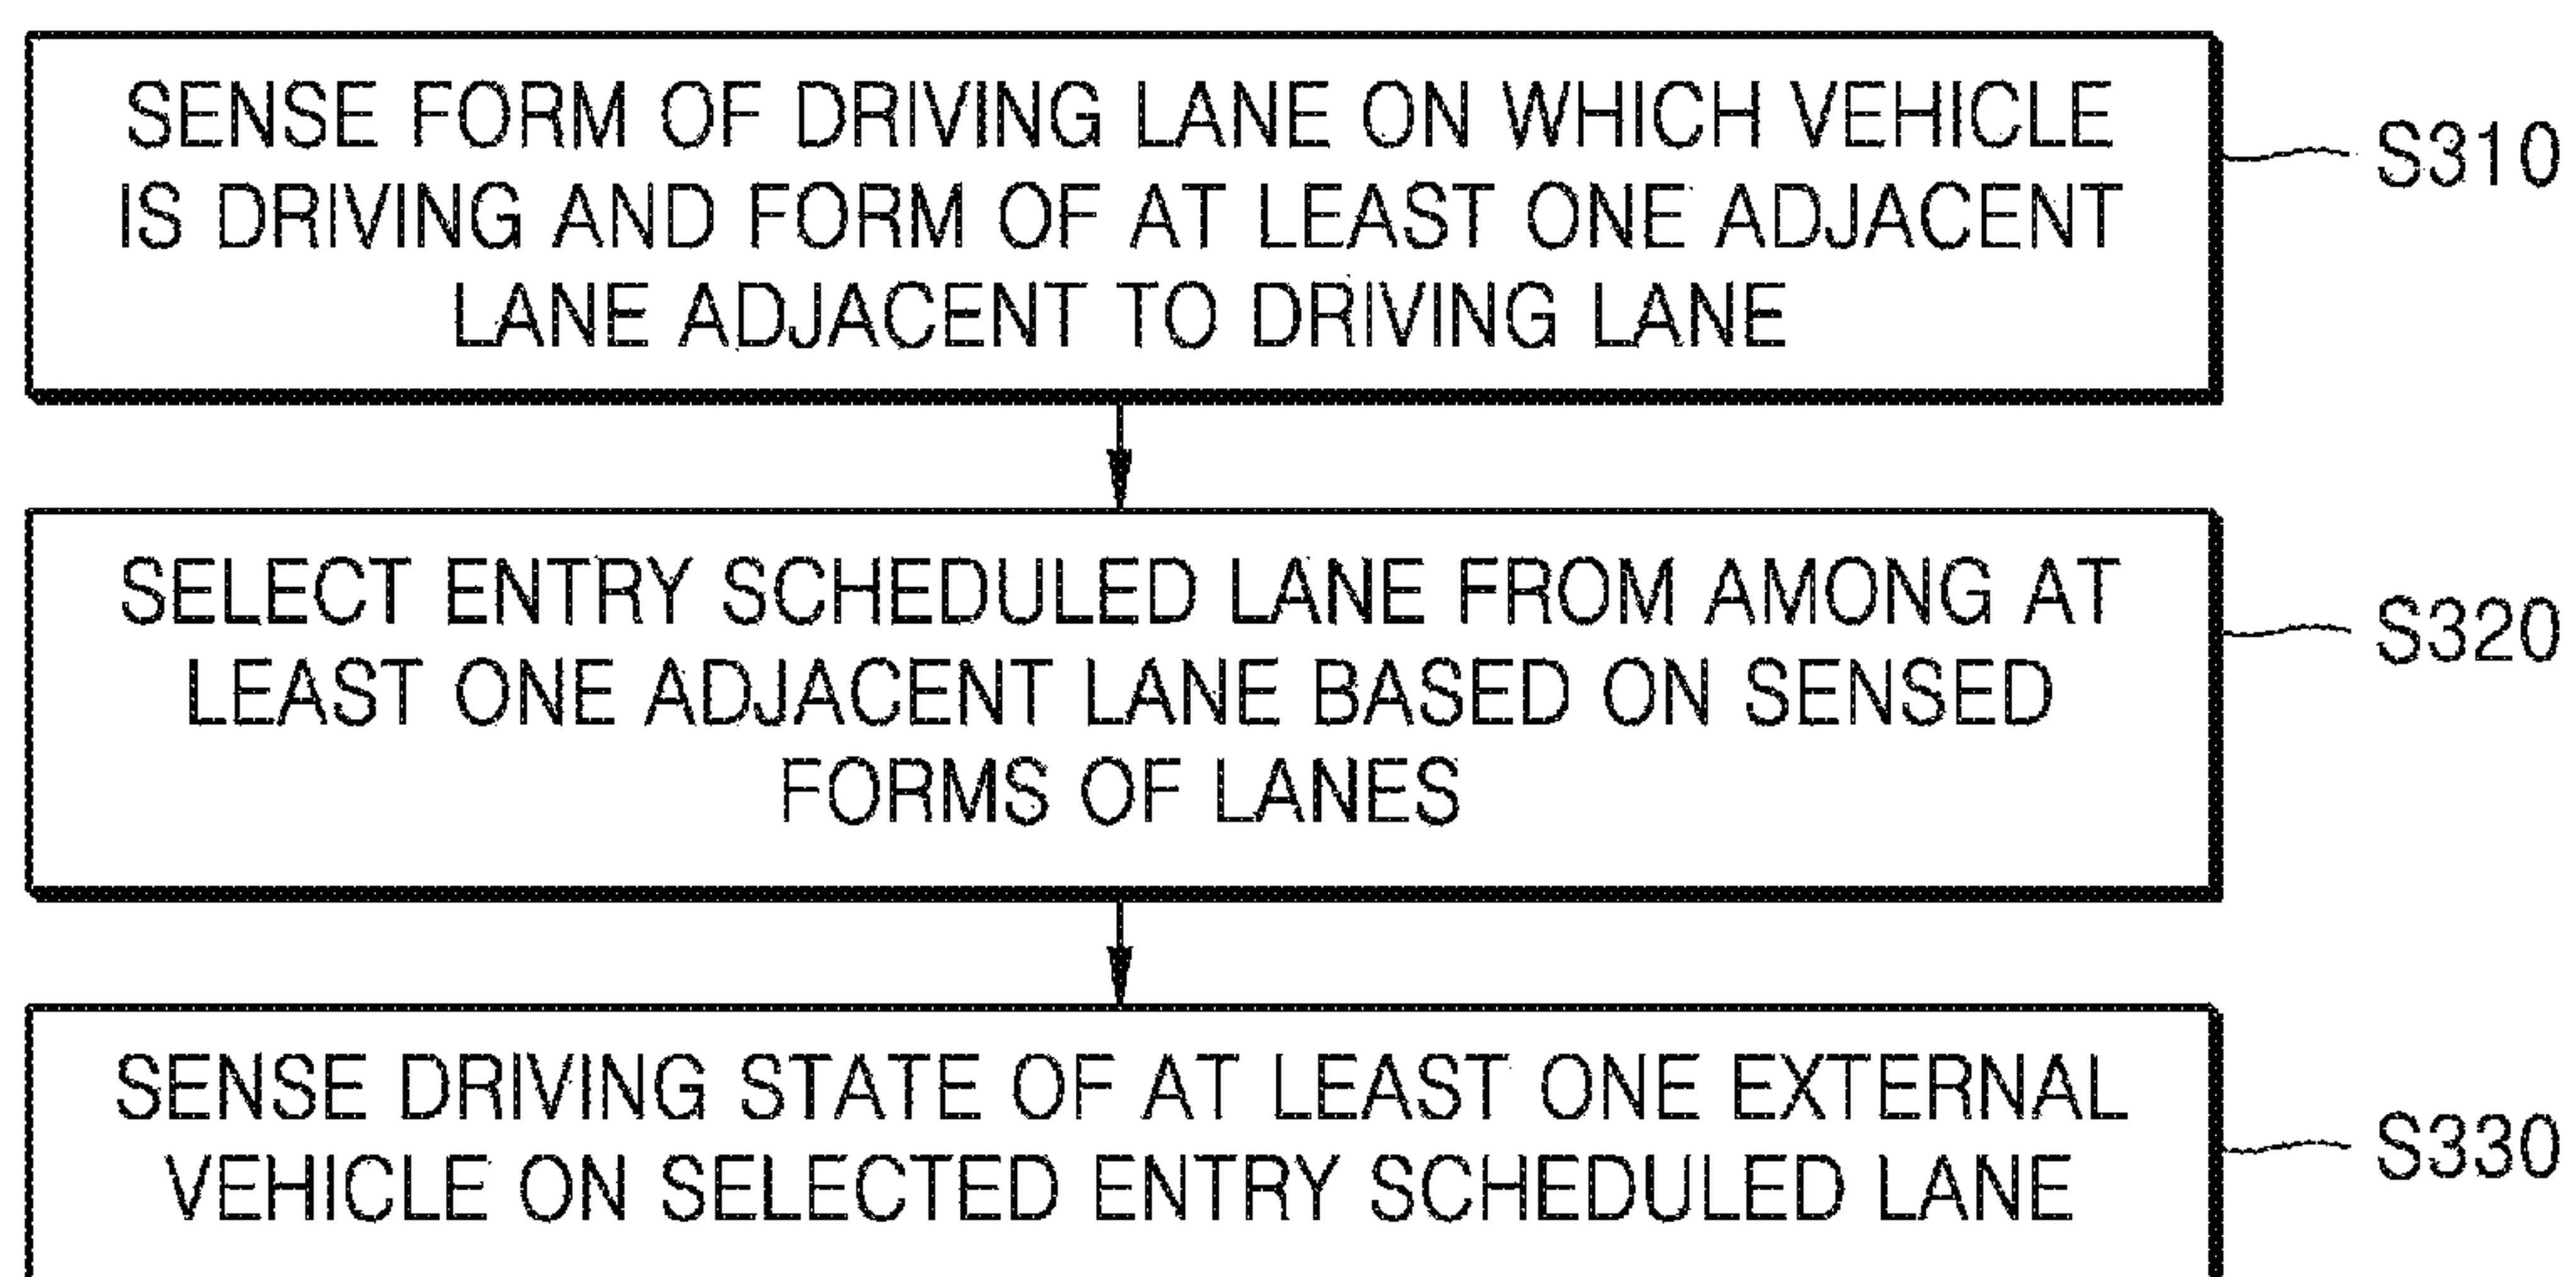 SENSE FORM OF DRIVING LANE ON WHICH VEHICLE
IS DRIVING AND FORM OF AT LEAST ONE ADJACENT
LANE ADJACENT TO DRIVING LANE
S310
SELECT ENTRY SCHEDULED LANE FROM AMONG AT
LEAST ONE ADJACENT LANE BASED ON SENSED
FORMS OF LANES
S320
SENSE DRIVING STATE OF AT LEAST ONE EXTERNAL
VEHICLE ON SELECTED ENTRY SCHEDULED LANE
S330